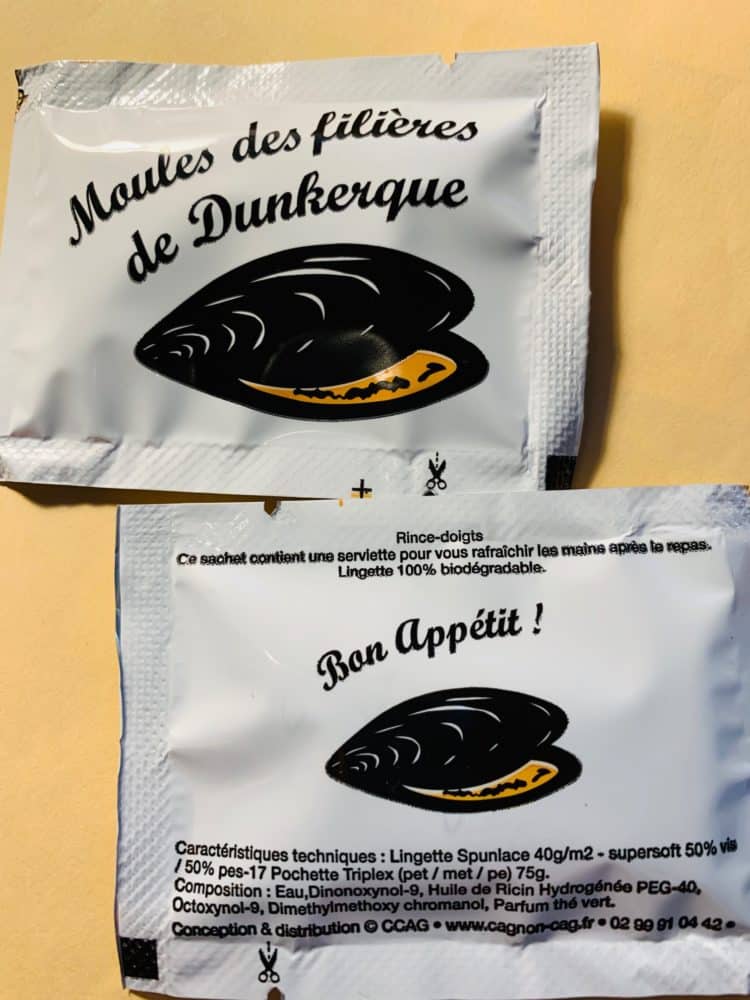 Moules des filières
de Dunkerque
Rince-doigts
Ce sachet contient une serviette pour vous rafraîchir les mains après le repas.
Lingette 100% biodégradable.
Bon Appétit !
Caractéristiques techniques : Lingette Spunlace 40g/m2 - supersoft 50% vis
/ 50% pes-17 Pochette Triplex (pet / met / pe) 75g.
Composition : Eau,Dinonoxynol-9, Huile de Ricin Hydrogénée PEG-40,
Octoxynol-9, Dimethylmethoxy chromanol, Parfum thé vert.
Conception & distribution © CCAG • www.cagnon-cag.fr • 02 99 91 04 42 •